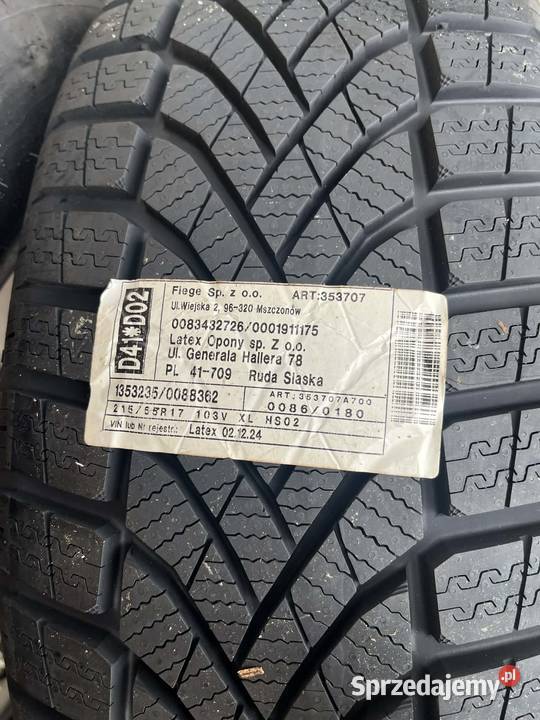 D41*D02
Fiege Sp. z o.o. ART:353707
Ul.Wiejska 2, 96-320 Mszczonów
0083432726/0001911175
Latex Opony sp. Z o.o.
Ul. Generala Hallera 78
PL 41-709 Ruda Slaska
1353235/0088362 ART:353707A700
0086/0180
215/65R17 103V XL HS02
VIN lub Nr rejestr.: Latex 02.12.24
Sprzedajemy.pl